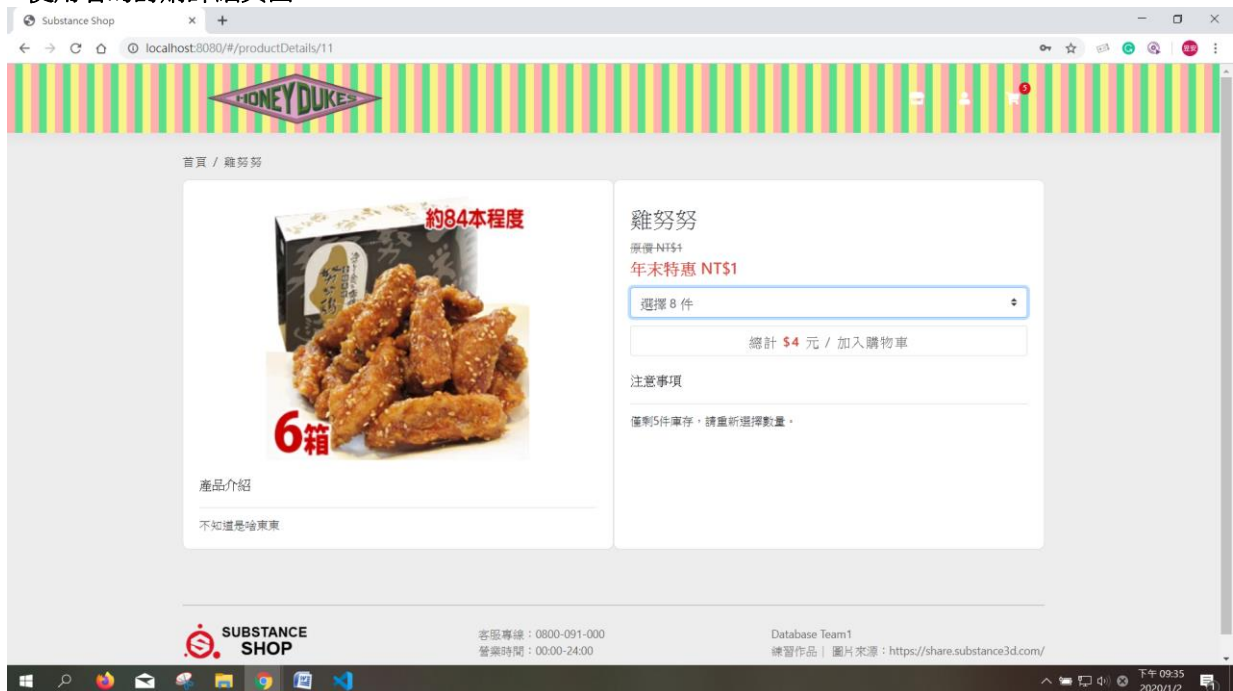 Substance Shop
localhost:8080/#/productDetails/11
HONEYDUKES
5
首頁 / 雞努努
約84本程度
6箱
雞努努
原價 NT$1
年末特惠 NT$1
選擇 8 件
總計 $4 元 / 加入購物車
注意事項
僅剩5件庫存，請重新選擇數量。
產品介紹
不知道是啥東東
SUBSTANCE
SHOP
客服專線：0800-091-000
營業時間：00:00-24:00
Database Team1
練習作品｜ 圖片來源：https://share.substance3d.com/
下午 09:35
2020/1/2